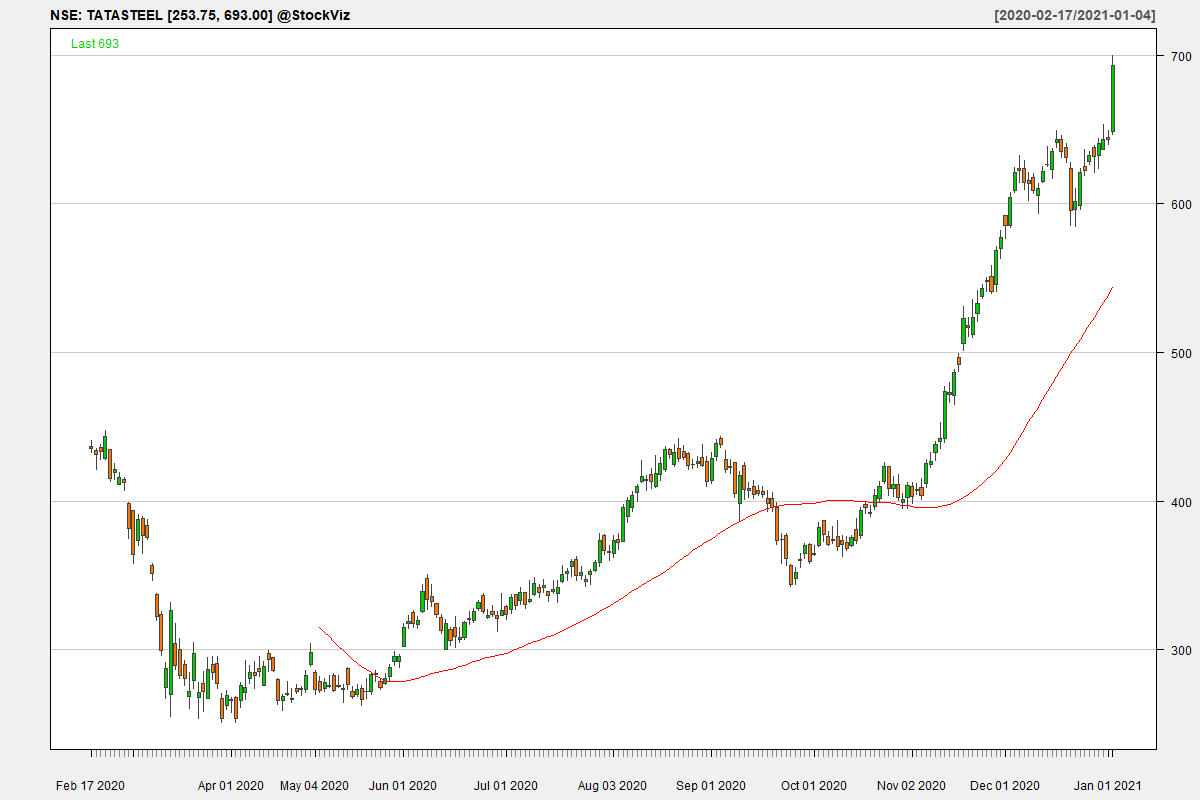 NSE: TATASTEEL [253.75, 693.00] @StockViz
[2020-02-17/2021-01-04]
Last 693
700
600
500
400
300
Feb 17 2020 Apr 01 2020 May 04 2020 Jun 01 2020 Jul 01 2020 Aug 03 2020 Sep 01 2020 Oct 01 2020 Nov 02 2020 Dec 01 2020 Jan 01 2021